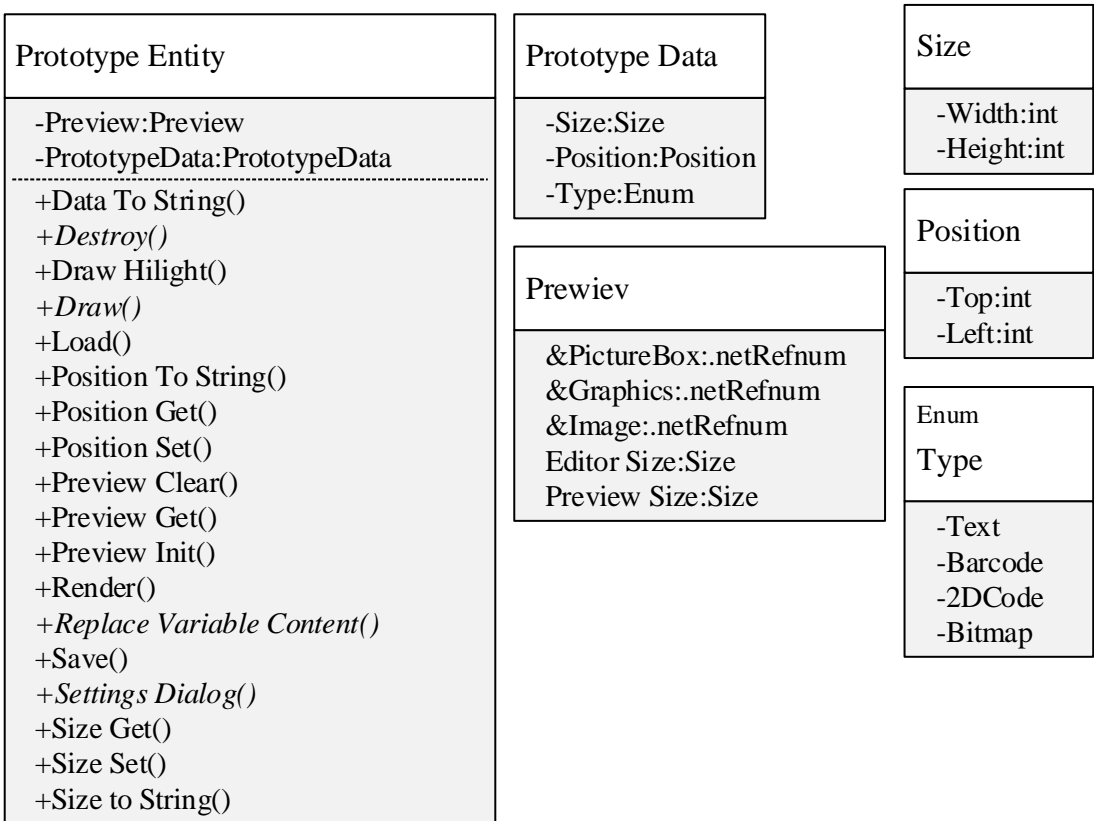 Prototype Entity
-Preview:Preview
-PrototypeData:PrototypeData
+Data To String()
+Destroy()
+Draw Hilight()
+Draw()
+Load()
+Position To String()
+Position Get()
+Position Set()
+Preview Clear()
+Preview Get()
+Preview Init()
+Render()
+Replace Variable Content()
+Save()
+Settings Dialog()
+Size Get()
+Size Set()
+Size to String()
Prototype Data
-Size:Size
-Position:Position
-Type:Enum
Prewiev
&PictureBox:.netRefnum
&Graphics:.netRefnum
&Image:.netRefnum
Editor Size:Size
Preview Size:Size
Size
-Width:int
-Height:int
Position
-Top:int
-Left:int
Enum
Type
-Text
-Barcode
-2DCode
-Bitmap